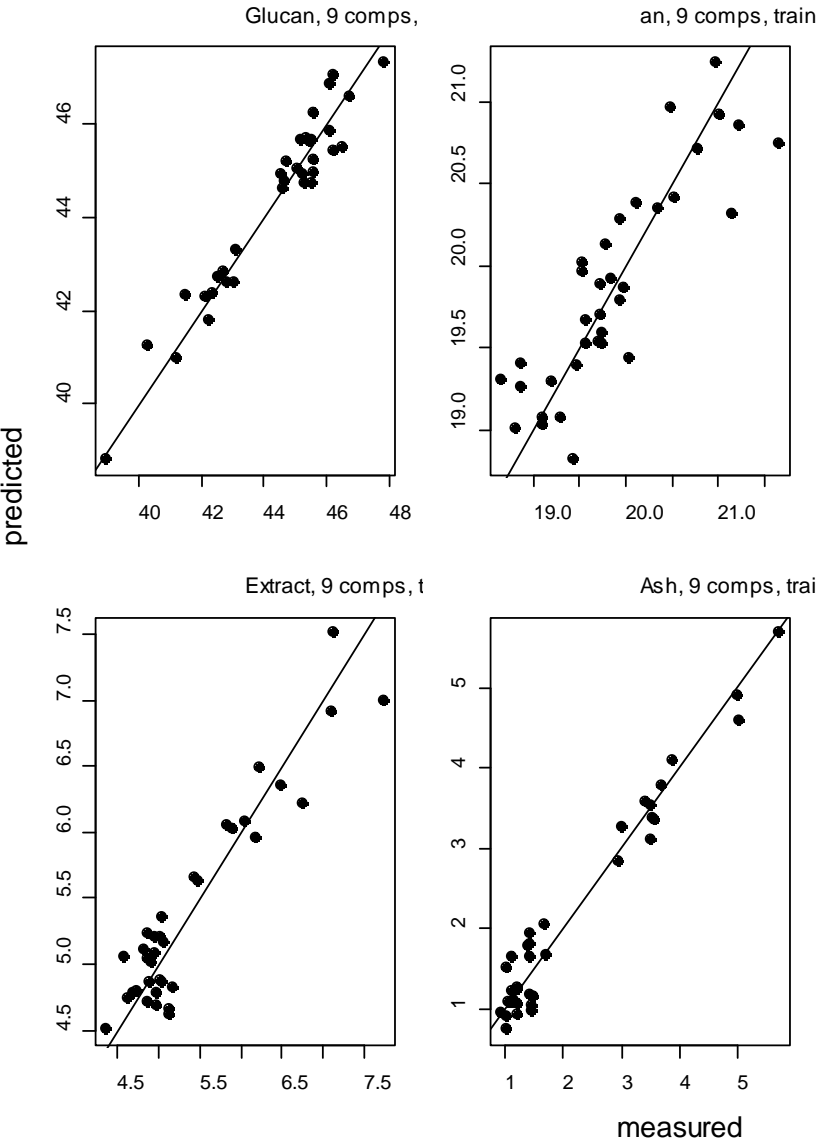 Glucan, 9 comps,
an, 9 comps, train
46
44
42
40
21.0
20.5
20.0
19.5
19.0
40 42 44 46 48
19.0 20.0 21.0
predicted
Extract, 9 comps, t
Ash, 9 comps, trai
7.5
7.0
6.5
6.0
5.5
5.0
4.5
5
4
3
2
1
4.5 5.5 6.5 7.5
1 2 3 4 5
measured